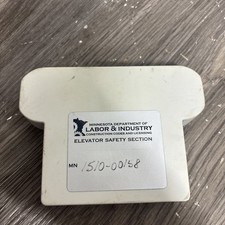 MINNESOTA DEPARTMENT OF
LABOR & INDUSTRY
CONSTRUCTION CODES AND LICENSING
ELEVATOR SAFETY SECTION
MN 1510-00158